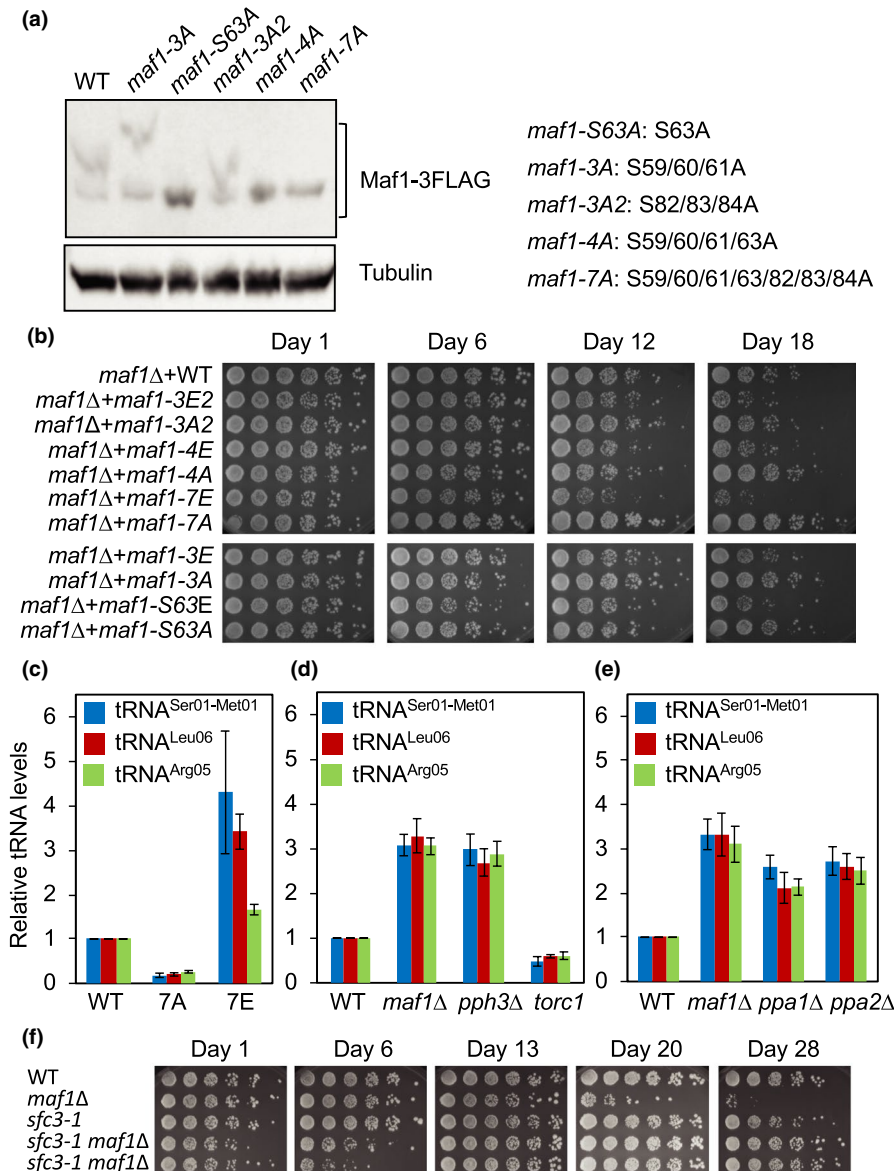 (a)
WT maf1-3A maf1-S63A maf1-3A2 maf1-4A maf1-7A
Maf1-3FLAG
Tubulin
maf1-S63A: S63A
maf1-3A: S59/60/61A
maf1-3A2: S82/83/84A
maf1-4A: S59/60/61/63A
maf1-7A: S59/60/61/63/82/83/84A
(b)
Day 1 Day 6 Day 12 Day 18
maf1Δ+WT
maf1Δ+maf1-3E2
maf1Δ+maf1-3A2
maf1Δ+maf1-4E
maf1Δ+maf1-4A
maf1Δ+maf1-7E
maf1Δ+maf1-7A
maf1Δ+maf1-3E
maf1Δ+maf1-3A
maf1Δ+maf1-S63E
maf1Δ+maf1-S63A
(c)
Relative tRNA levels
6
5
4
3
2
1
0
tRNASer01-Met01
tRNALeu06
tRNAArg05
WT 7A 7E
(d)
6
5
4
3
2
1
0
tRNASer01-Met01
tRNALeu06
tRNAArg05
WT maf1Δ pph3Δ torc1
(e)
6
5
4
3
2
1
0
tRNASer01-Met01
tRNALeu06
tRNAArg05
WT maf1Δ ppa1Δ ppa2Δ
(f)
Day 1 Day 6 Day 13 Day 20 Day 28
WT
maf1Δ
sfc3-1
sfc3-1 maf1Δ
sfc3-1 maf1Δ